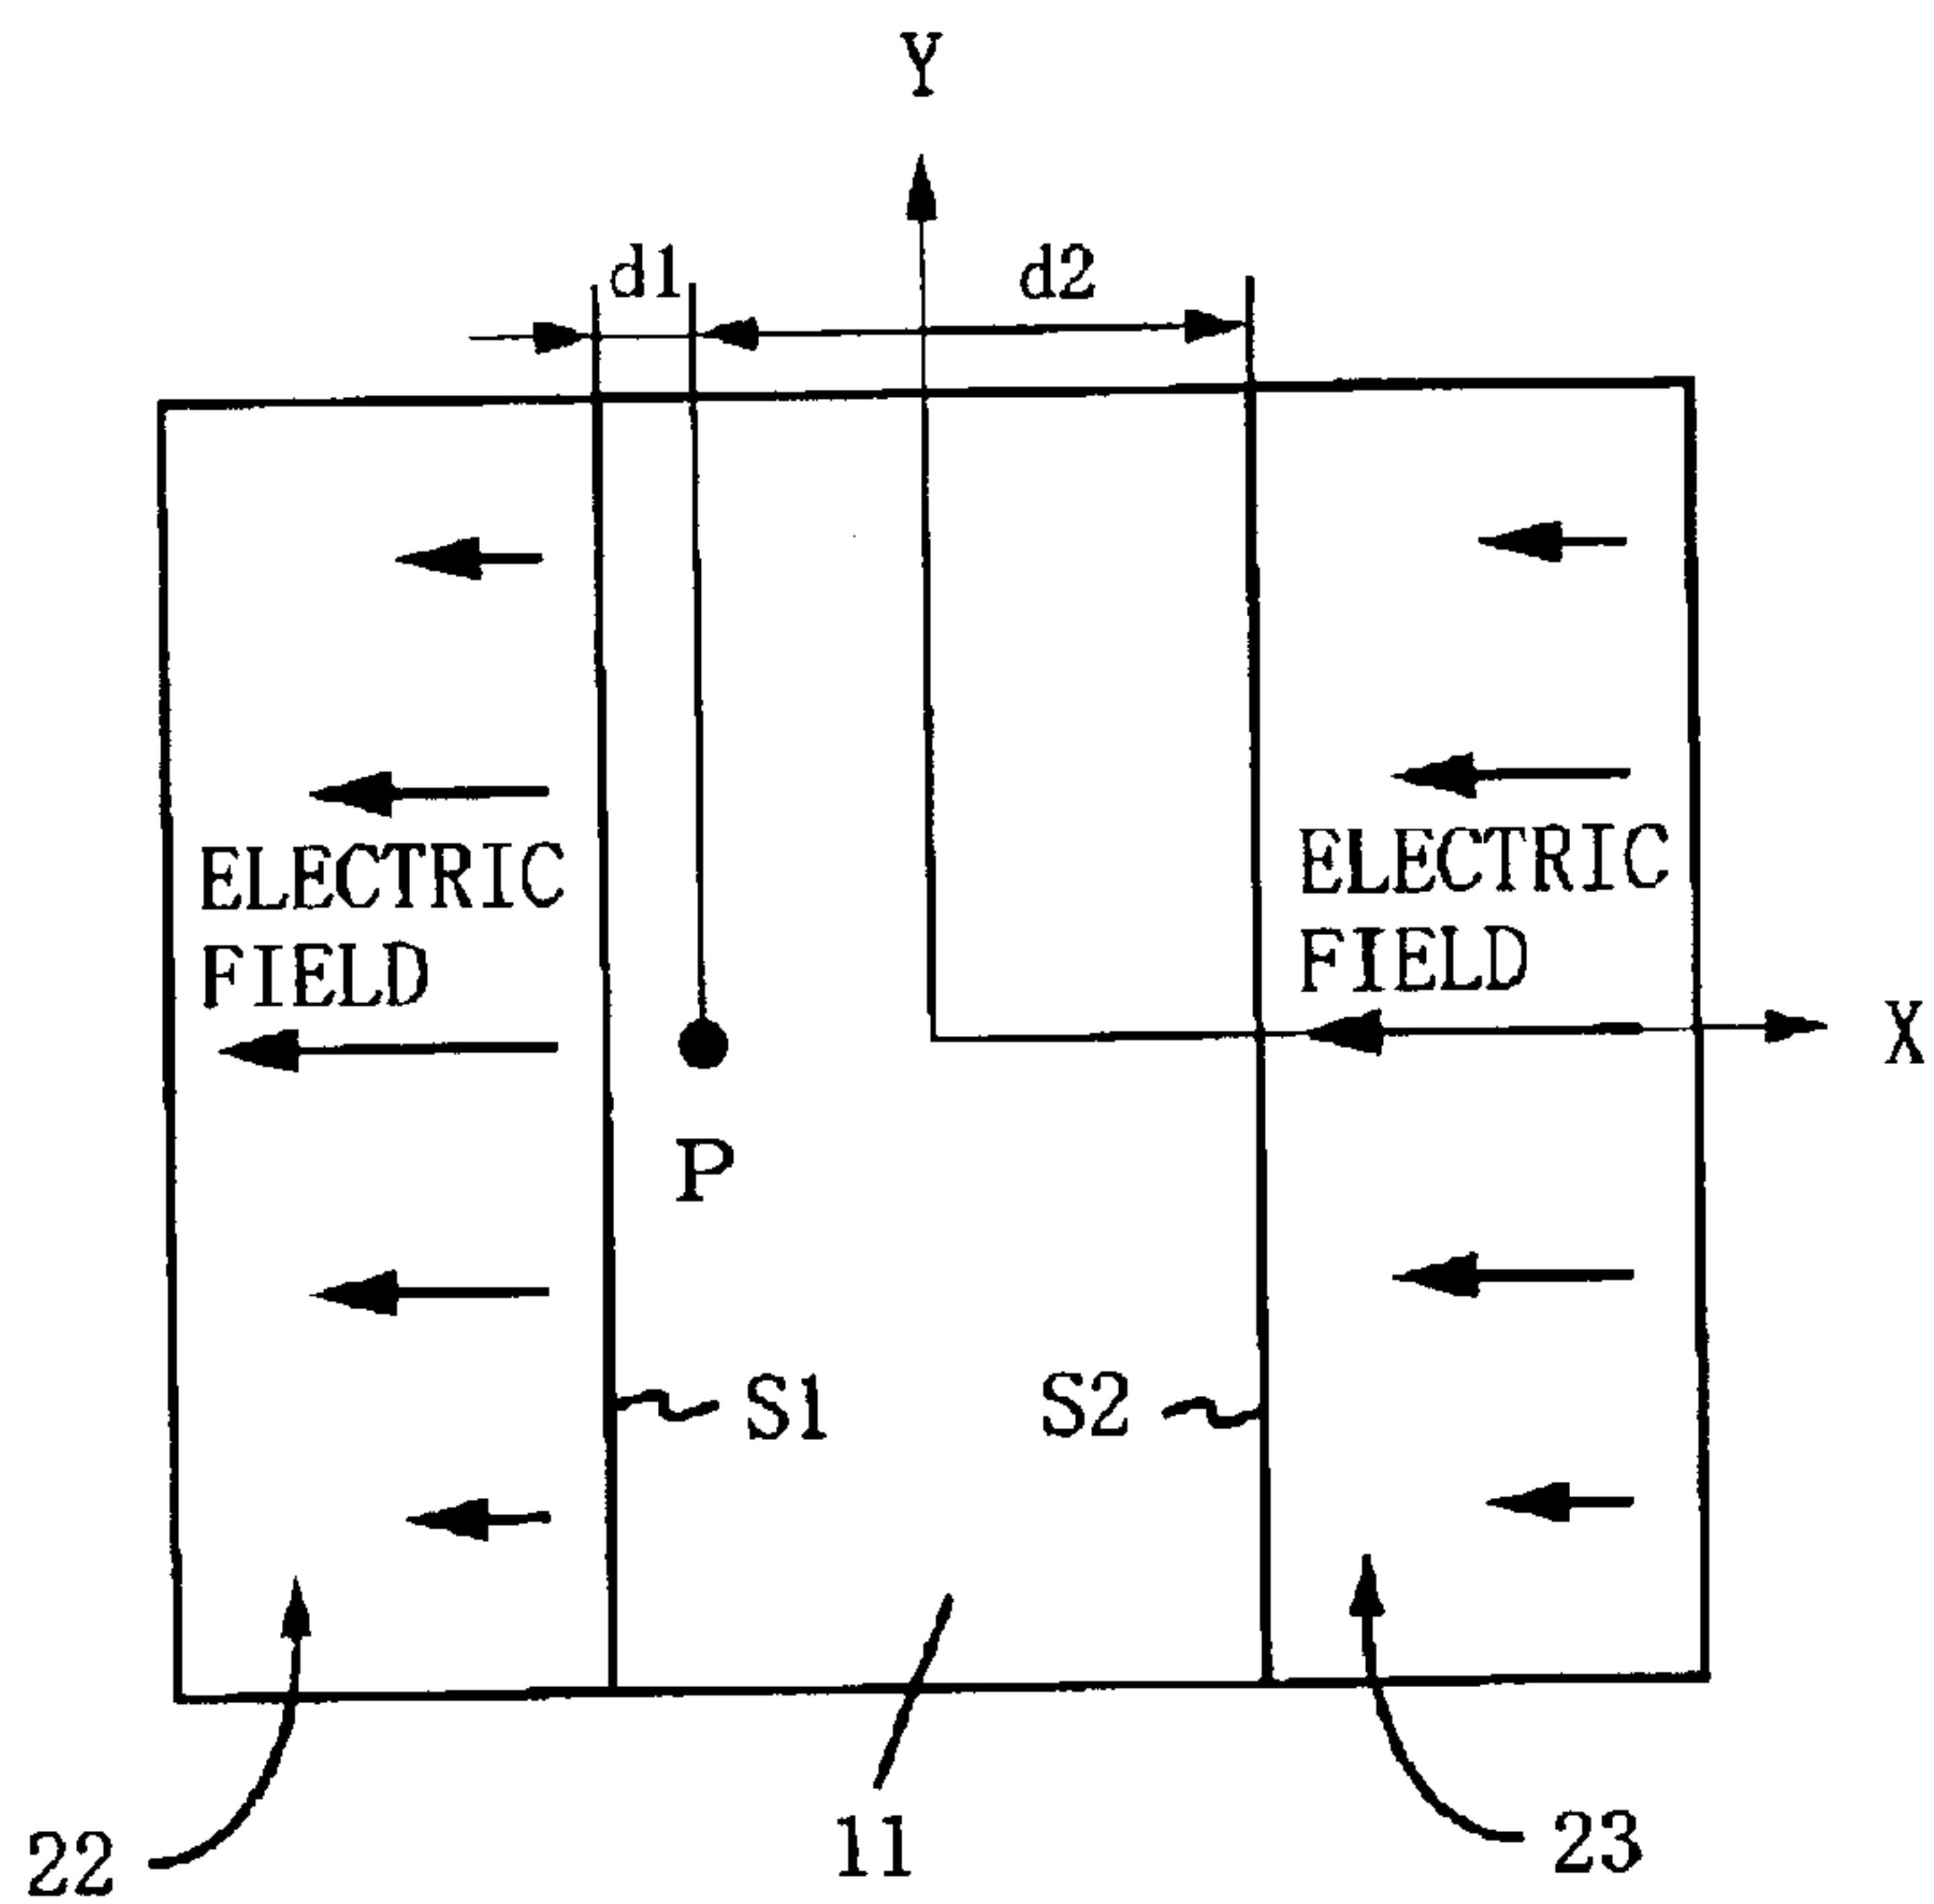 Y
d1
d2
ELECTRIC
FIELD
ELECTRIC
FIELD
X
P
S1
S2
22
11
23